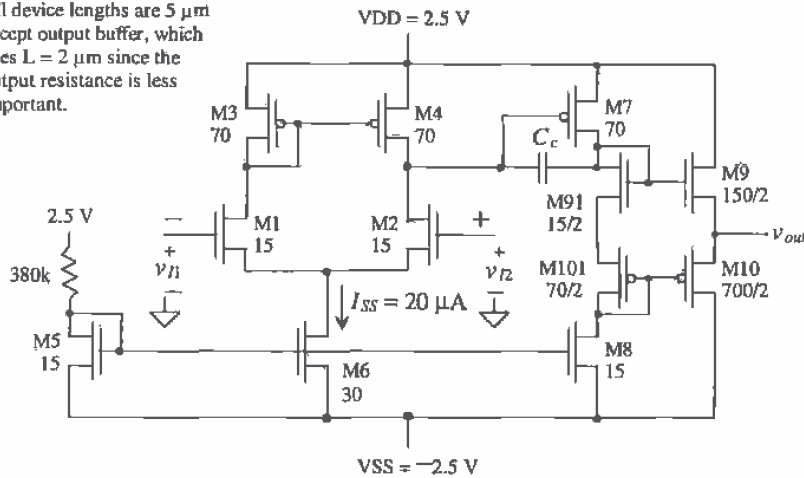 l device lengths are 5 μm
cept output buffer, which
es L = 2 μm since the
tput resistance is less
portant.
VDD = 2.5 V
M3
70
M4
70
M7
70
C_c
M91
15/2
M9
150/2
2.5 V
380k
M1
15
M2
15
+
v_I1
−
+
v_I2
−
−
+
I_SS = 20 μA
M101
70/2
M10
700/2
v_out
M5
15
M6
30
M8
15
VSS = −2.5 V